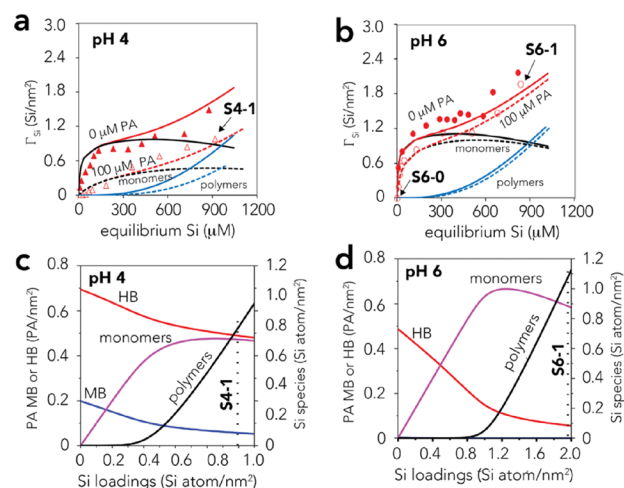 a
pH 4
3.0
2.4
1.8
1.2
0.6
0
ΓSi (Si/nm²)
S4-1
0 μM PA
100 μM PA
monomers
polymers
0 300 600 900 1200
equilibrium Si (μM)
b
pH 6
3.0
2.4
1.8
1.2
0.6
0
ΓSi (Si/nm²)
S6-1
0 μM PA
100 μM PA
monomers
S6-0
polymers
0 300 600 900 1200
equilibrium Si (μM)
c
pH 4
0.8
0.6
0.4
0.2
0
PA MB or HB (PA/nm²)
HB
monomers
MB
polymers
S4-1
1.2
1.0
0.8
0.6
0.4
0.2
0
Si species (Si atom/nm²)
0 0.2 0.4 0.6 0.8 1.0
Si loadings (Si atom/nm²)
d
pH 6
0.8
0.6
0.4
0.2
0
PA MB or HB (PA/nm²)
monomers
HB
polymers
S6-1
1.2
1.0
0.8
0.6
0.4
0.2
0
Si species (Si atom/nm²)
0 0.4 0.8 1.2 1.6 2.0
Si loadings (Si atom/nm²)